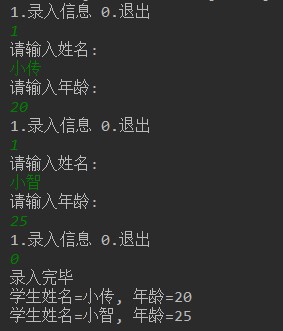 1.录入信息 0.退出
1
请输入姓名:
小传
请输入年龄:
20
1.录入信息 0.退出
1
请输入姓名:
小智
请输入年龄:
25
1.录入信息 0.退出
0
录入完毕
学生姓名=小传, 年龄=20
学生姓名=小智, 年龄=25